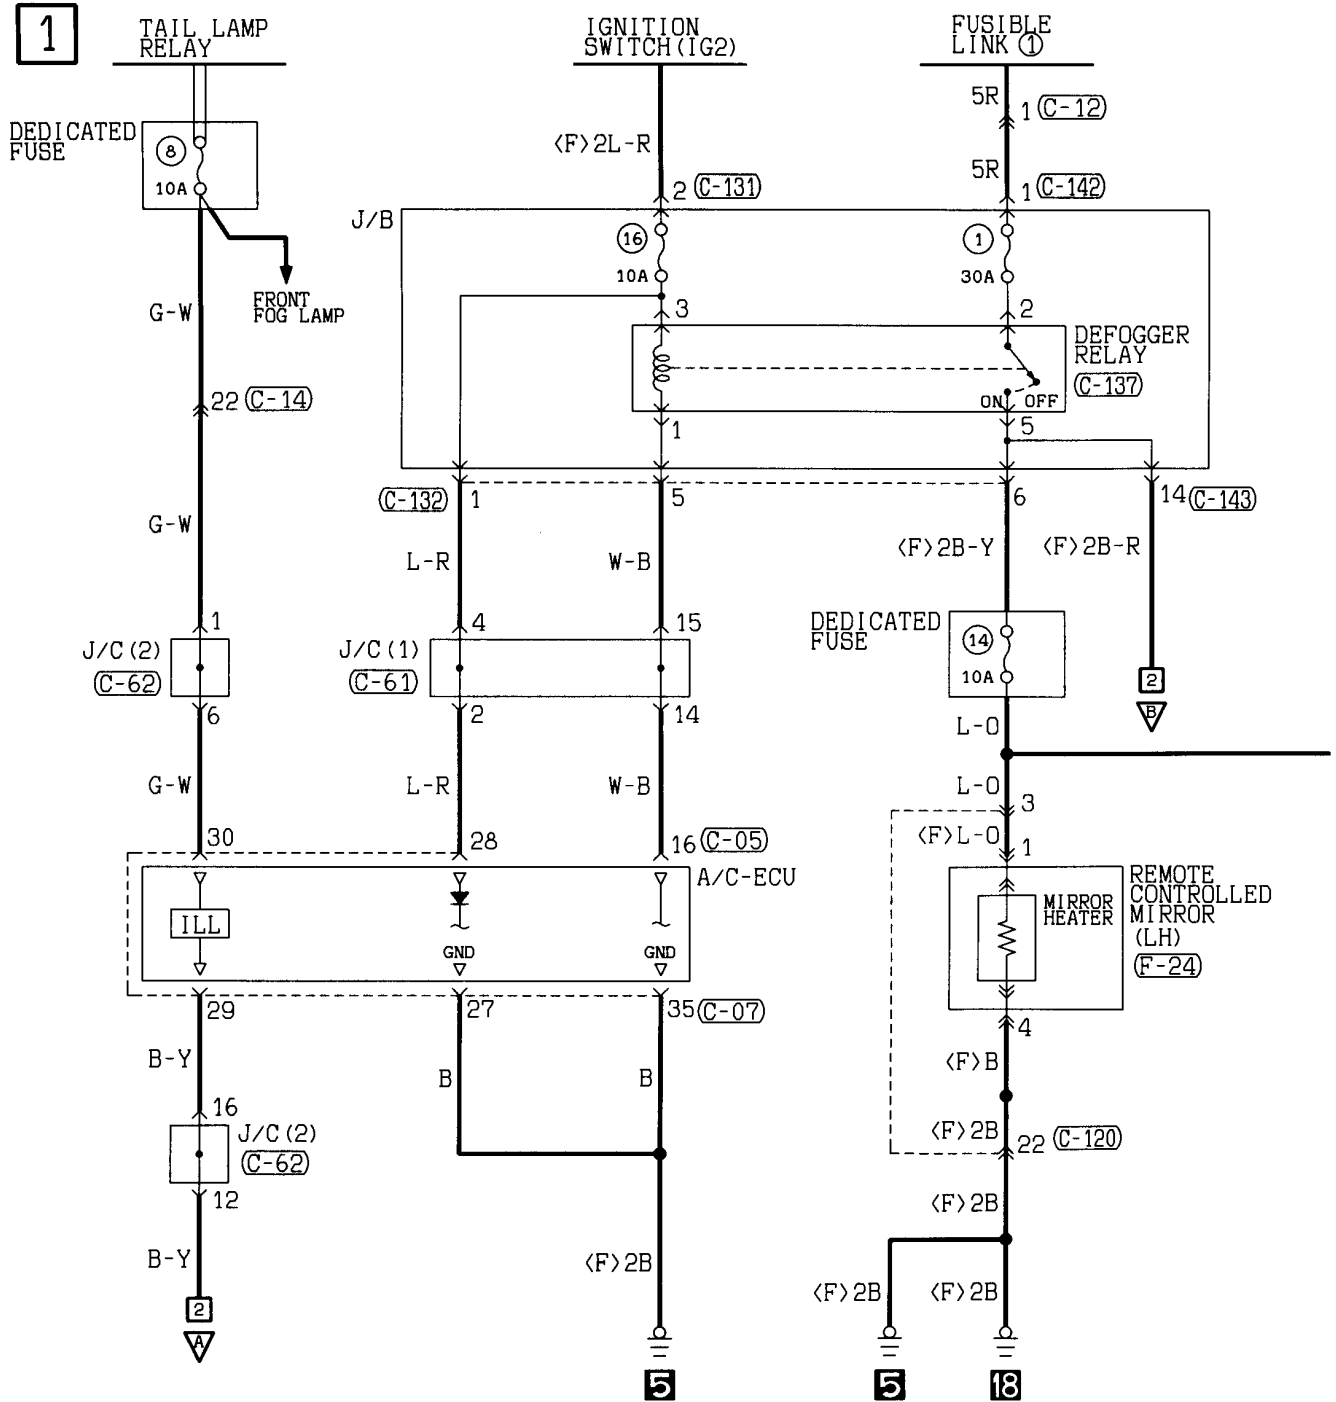 1
TAIL LAMP
RELAY
IGNITION
SWITCH(IG2)
FUSIBLE
LINK ①
5R
1 C-12
DEDICATED
FUSE
8
10A
<F>2L-R
5R
2 C-131
1 C-142
J/B
16
10A
1
30A
FRONT
FOG LAMP
G-W
3
2
DEFOGGER
RELAY
C-137
ON OFF
22 C-14
1
5
C-132
1
5
6
14 C-143
G-W
L-R
W-B
<F>2B-Y
<F>2B-R
1
4
15
DEDICATED
FUSE
14
10A
J/C(2)
C-62
J/C(1)
C-61
2
B
6
2
14
L-O
G-W
L-R
W-B
L-O
3
<F>L-O
30
28
16 C-05
1
A/C-ECU
REMOTE
CONTROLLED
MIRROR
(LH)
F-24
MIRROR
HEATER
ILL
GND
GND
29
27
35 C-07
4
B-Y
B
B
<F>B
16
J/C(2)
C-62
<F>2B
22 C-120
12
<F>2B
B-Y
<F>2B
<F>2B
<F>2B
2
A
5
5
18